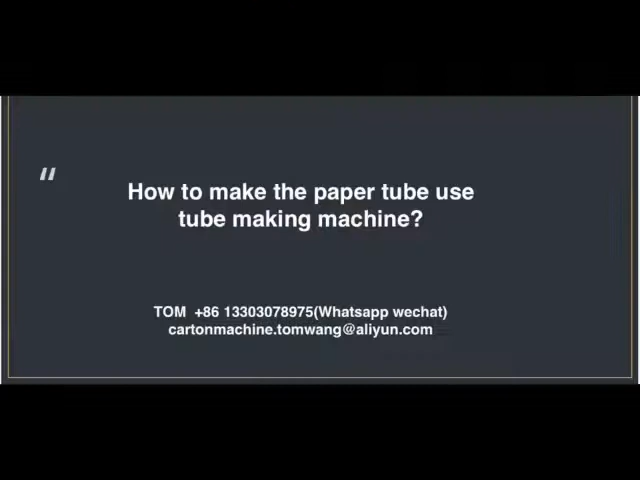 “
How to make the paper tube use
tube making machine?
TOM  +86 13303078975(Whatsapp wechat)
cartonmachine.tomwang@aliyun.com